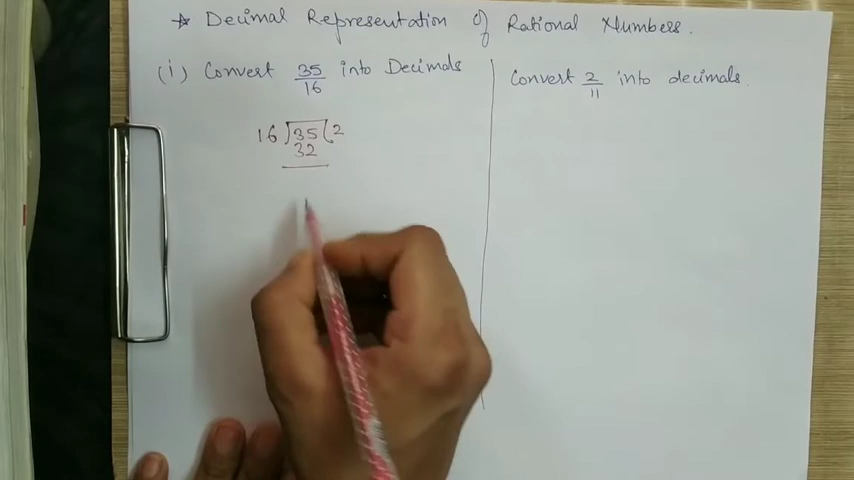 * Decimal Representation of Rational Numbers.
(i) Convert 35/16 into Decimals
16 ) 35 ( 2
32
Convert 2/11 into decimals.